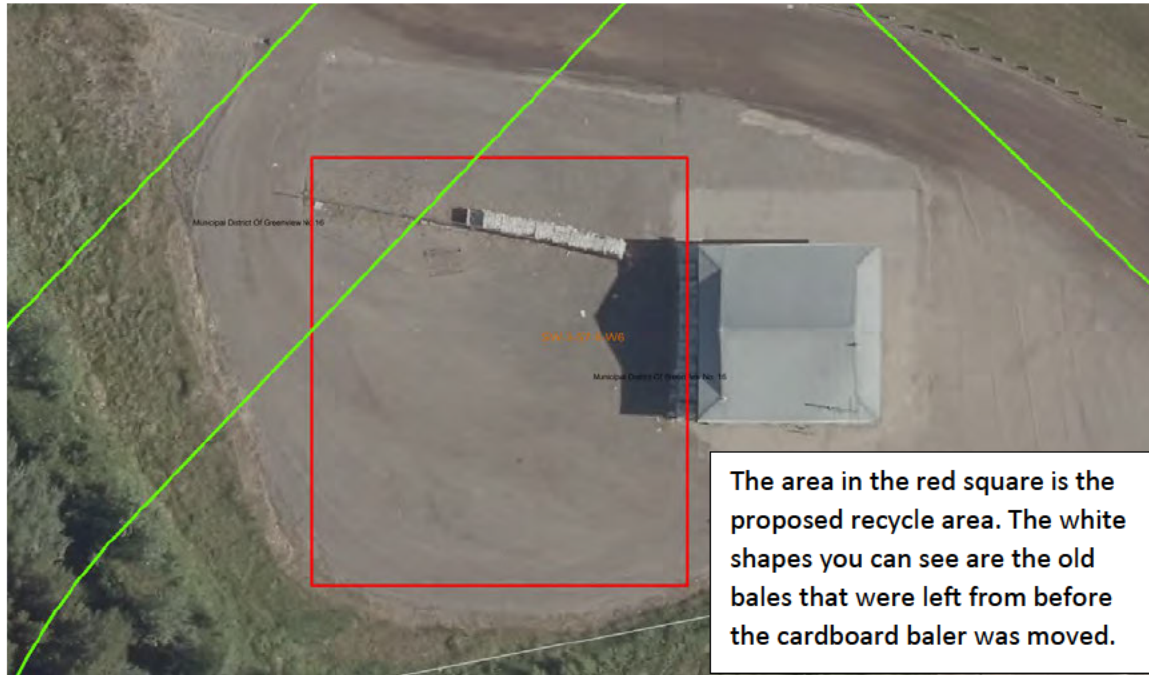 Municipal District Of Greenview No. 16
W6
Municipal District Of Greenview No. 16
The area in the red square is the
proposed recycle area. The white
shapes you can see are the old
bales that were left from before
the cardboard baler was moved.